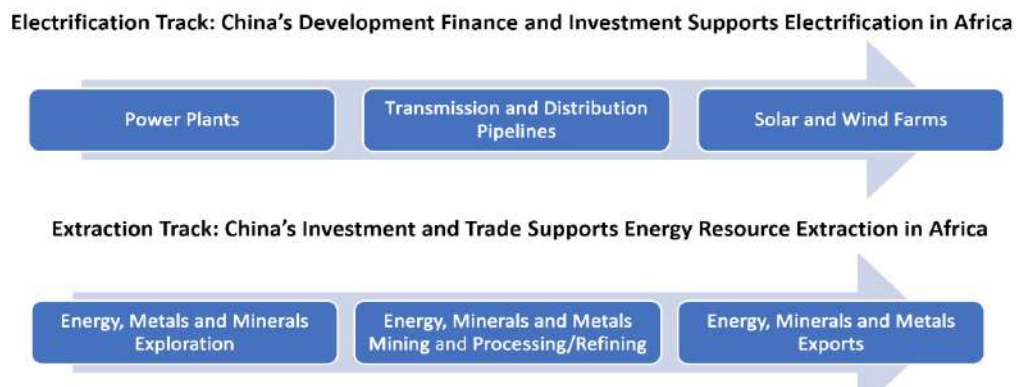 Electrification Track: China's Development Finance and Investment Supports Electrification in Africa
Power Plants
Transmission and Distribution
Pipelines
Solar and Wind Farms
Extraction Track: China's Investment and Trade Supports Energy Resource Extraction in Africa
Energy, Metals and Minerals
Exploration
Energy, Minerals and Metals
Mining and Processing/Refining
Energy, Minerals and Metals
Exports